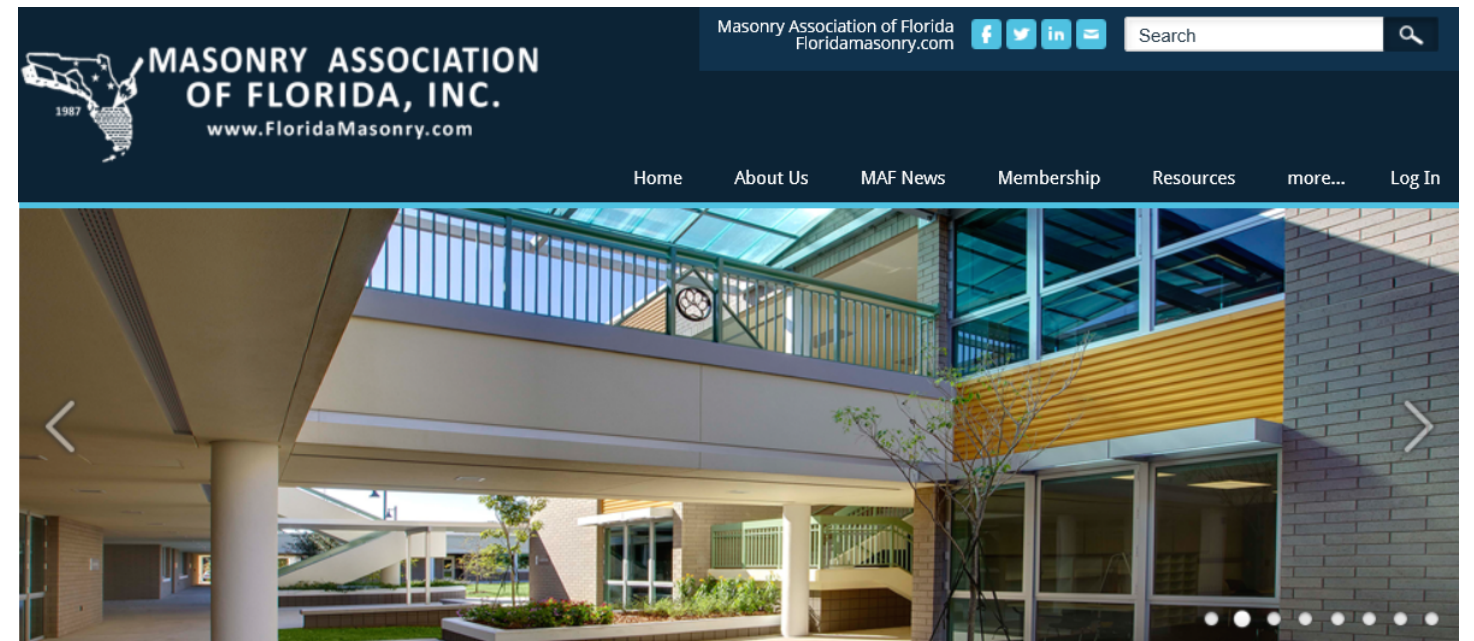 Masonry Association of Florida
Floridamasonry.com
Search
MASONRY ASSOCIATION
OF FLORIDA, INC.
1987
www.FloridaMasonry.com
Home About Us MAF News Membership Resources more... Log In